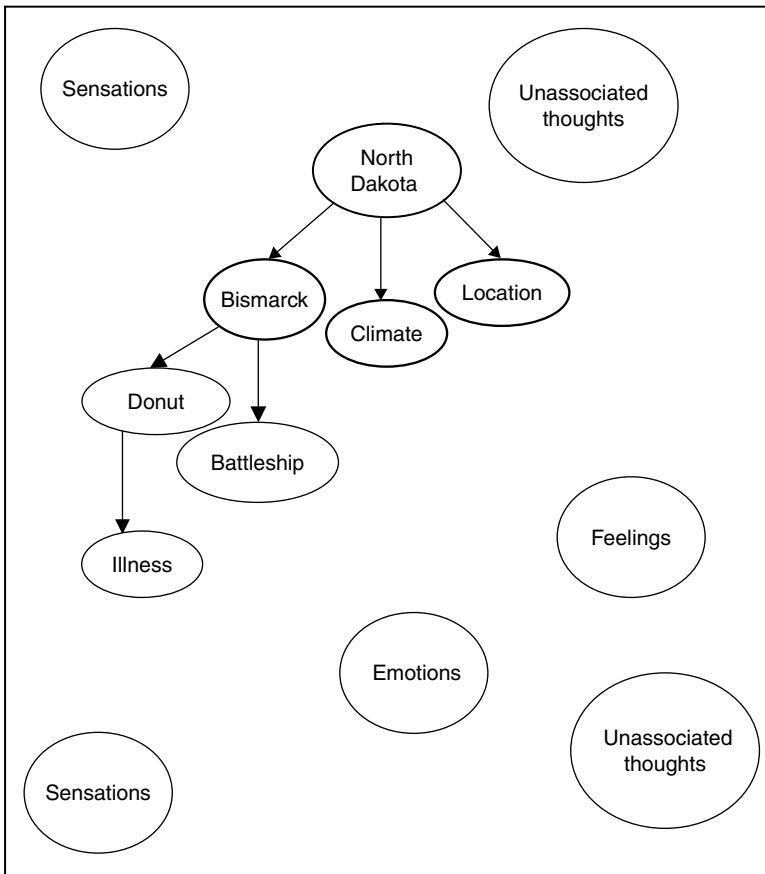 Sensations
Unassociated
thoughts
North
Dakota
Bismarck
Climate
Location
Donut
Battleship
Illness
Feelings
Emotions
Unassociated
thoughts
Sensations